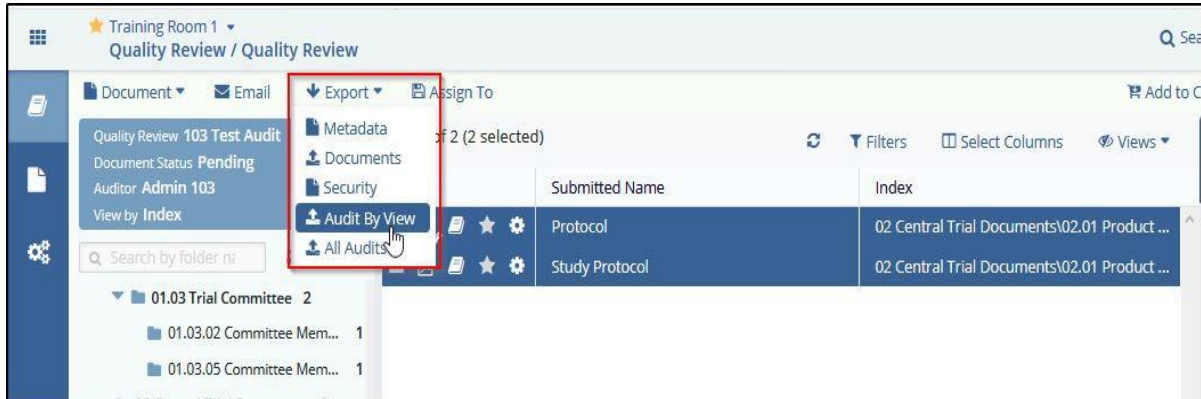 Training Room 1
Quality Review / Quality Review
Document
Email
Export
Assign To
Add to
Quality Review 103 Test Audit
Document Status Pending
Auditor Admin 103
View by Index
Metadata
Documents
Security
Audit By View
All Audits
of 2 (2 selected)
Filters
Select Columns
Views
Submitted Name
Index
Protocol
02 Central Trial Documents\02.01 Product ...
Study Protocol
02 Central Trial Documents\02.01 Product ...
Search by folder na
01.03 Trial Committee 2
01.03.02 Committee Mem... 1
01.03.05 Committee Mem... 1